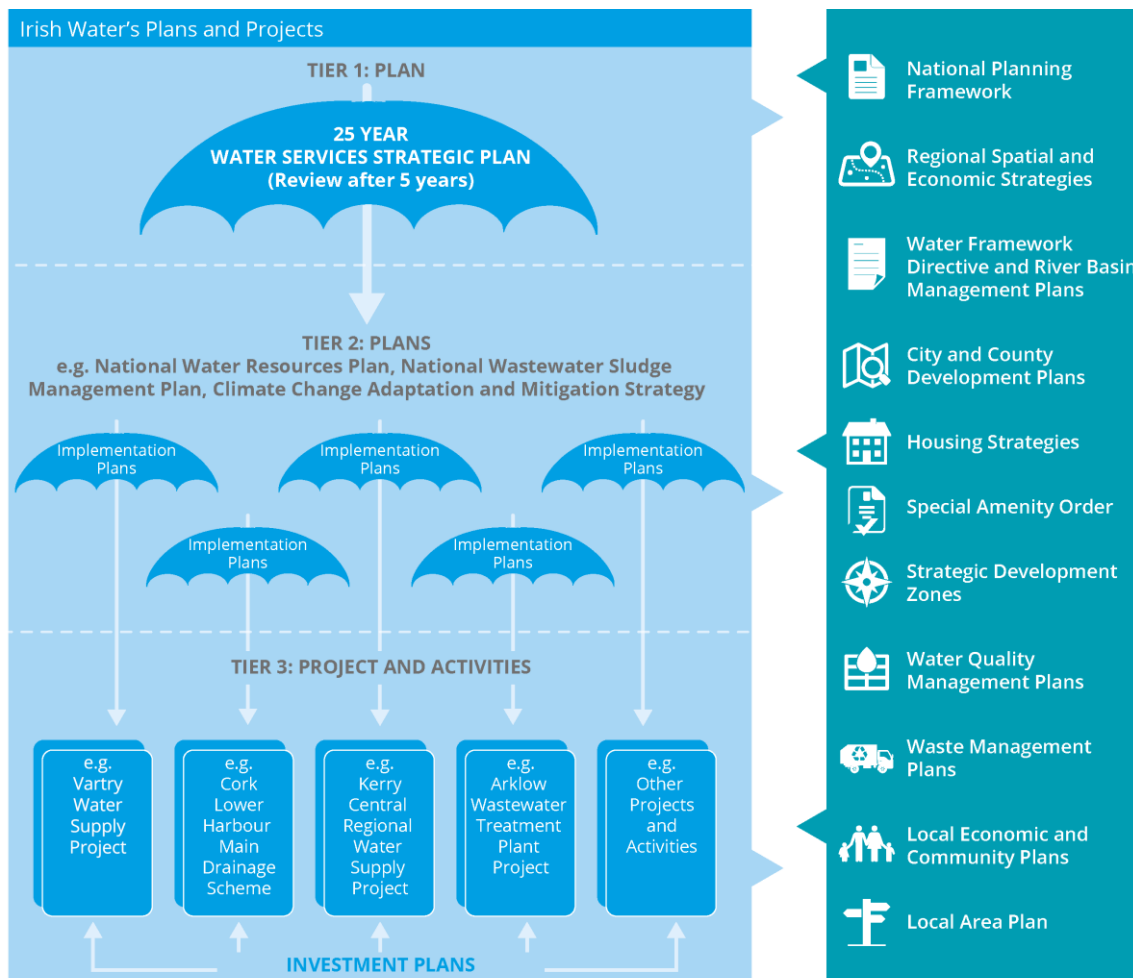 Irish Water's Plans and Projects
TIER 1: PLAN
25 YEAR
WATER SERVICES STRATEGIC PLAN
(Review after 5 years)
TIER 2: PLANS
e.g. National Water Resources Plan, National Wastewater Sludge
Management Plan, Climate Change Adaptation and Mitigation Strategy
Implementation
Plans
Implementation
Plans
Implementation
Plans
Implementation
Plans
Implementation
Plans
TIER 3: PROJECT AND ACTIVITIES
e.g.
Vartry
Water
Supply
Project
e.g.
Cork
Lower
Harbour
Main
Drainage
Scheme
e.g.
Kerry
Central
Regional
Water
Supply
Project
e.g.
Arklow
Wastewater
Treatment
Plant
Project
e.g.
Other
Projects
and
Activities
INVESTMENT PLANS
National Planning
Framework
Regional Spatial and
Economic Strategies
Water Framework
Directive and River Basin
Management Plans
City and County
Development Plans
Housing Strategies
Special Amenity Order
Strategic Development
Zones
Water Quality
Management Plans
Waste Management
Plans
Local Economic and
Community Plans
Local Area Plan